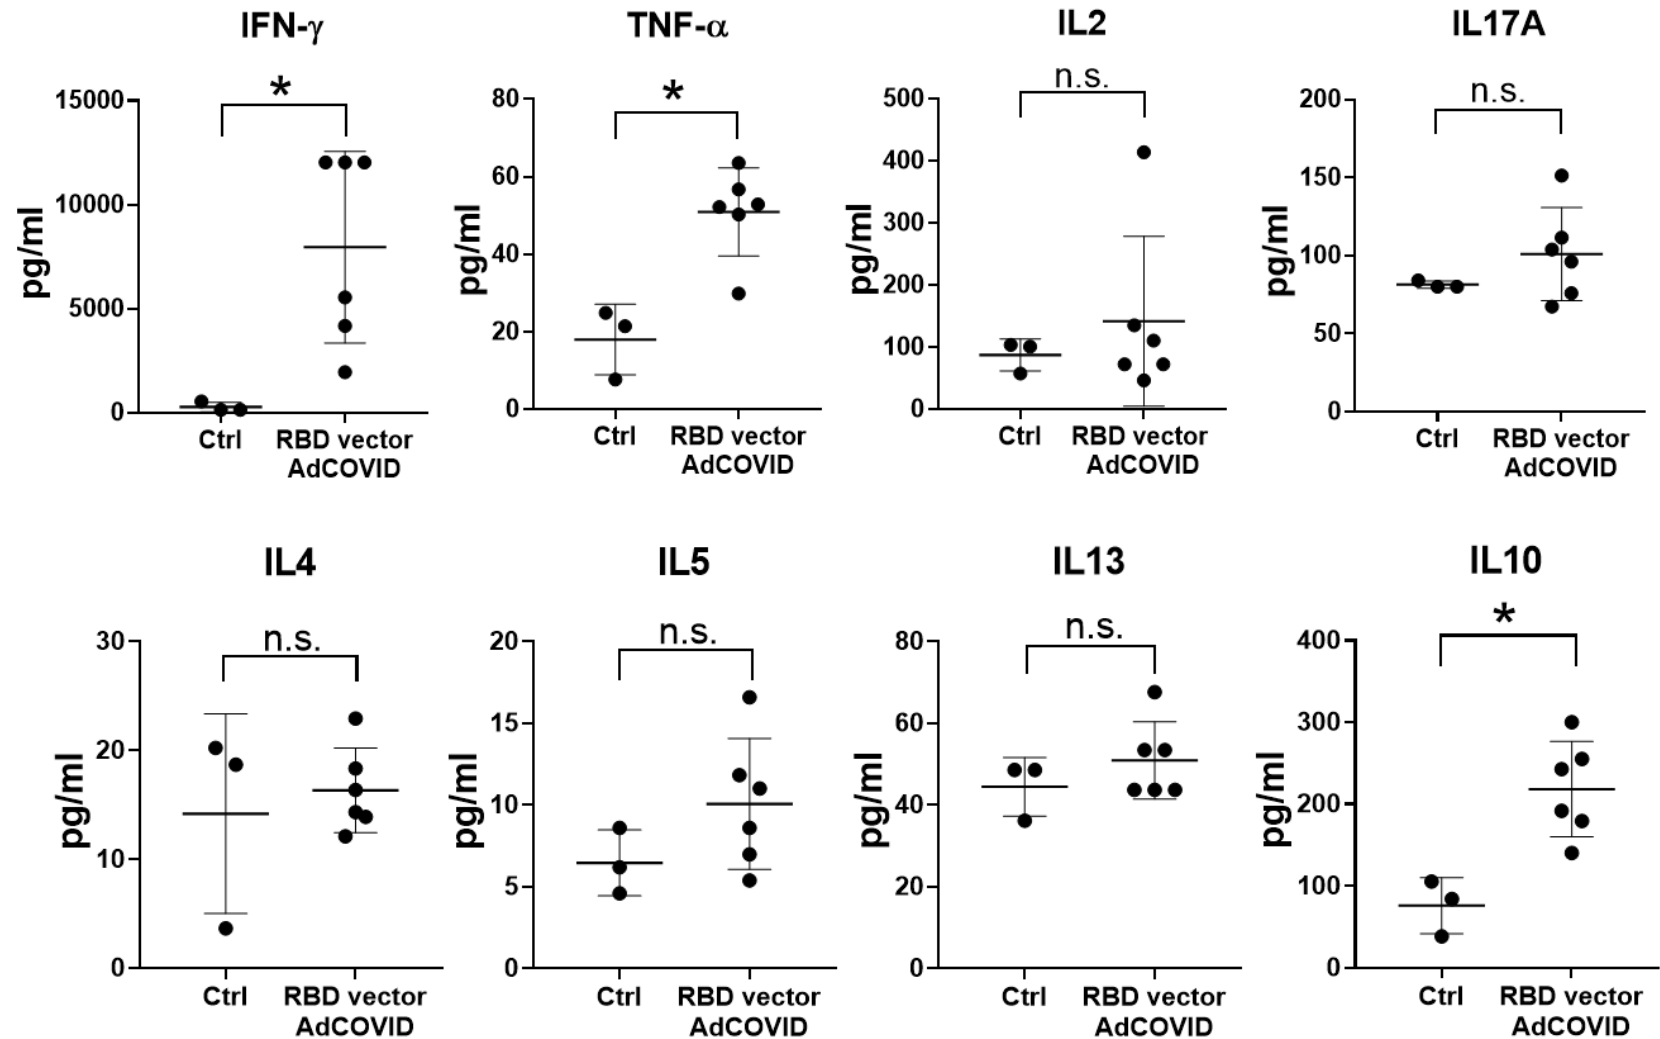 IFN-γ
*
15000
10000
5000
0
pg/ml
Ctrl
RBD vector
AdCOVID
TNF-α
*
80
60
40
20
0
pg/ml
Ctrl
RBD vector
AdCOVID
IL2
n.s.
500
400
300
200
100
0
pg/ml
Ctrl
RBD vector
AdCOVID
IL17A
n.s.
200
150
100
50
0
pg/ml
Ctrl
RBD vector
AdCOVID
IL4
n.s.
30
20
10
0
pg/ml
Ctrl
RBD vector
AdCOVID
IL5
n.s.
20
15
10
5
0
pg/ml
Ctrl
RBD vector
AdCOVID
IL13
n.s.
80
60
40
20
0
pg/ml
Ctrl
RBD vector
AdCOVID
IL10
*
400
300
200
100
0
pg/ml
Ctrl
RBD vector
AdCOVID